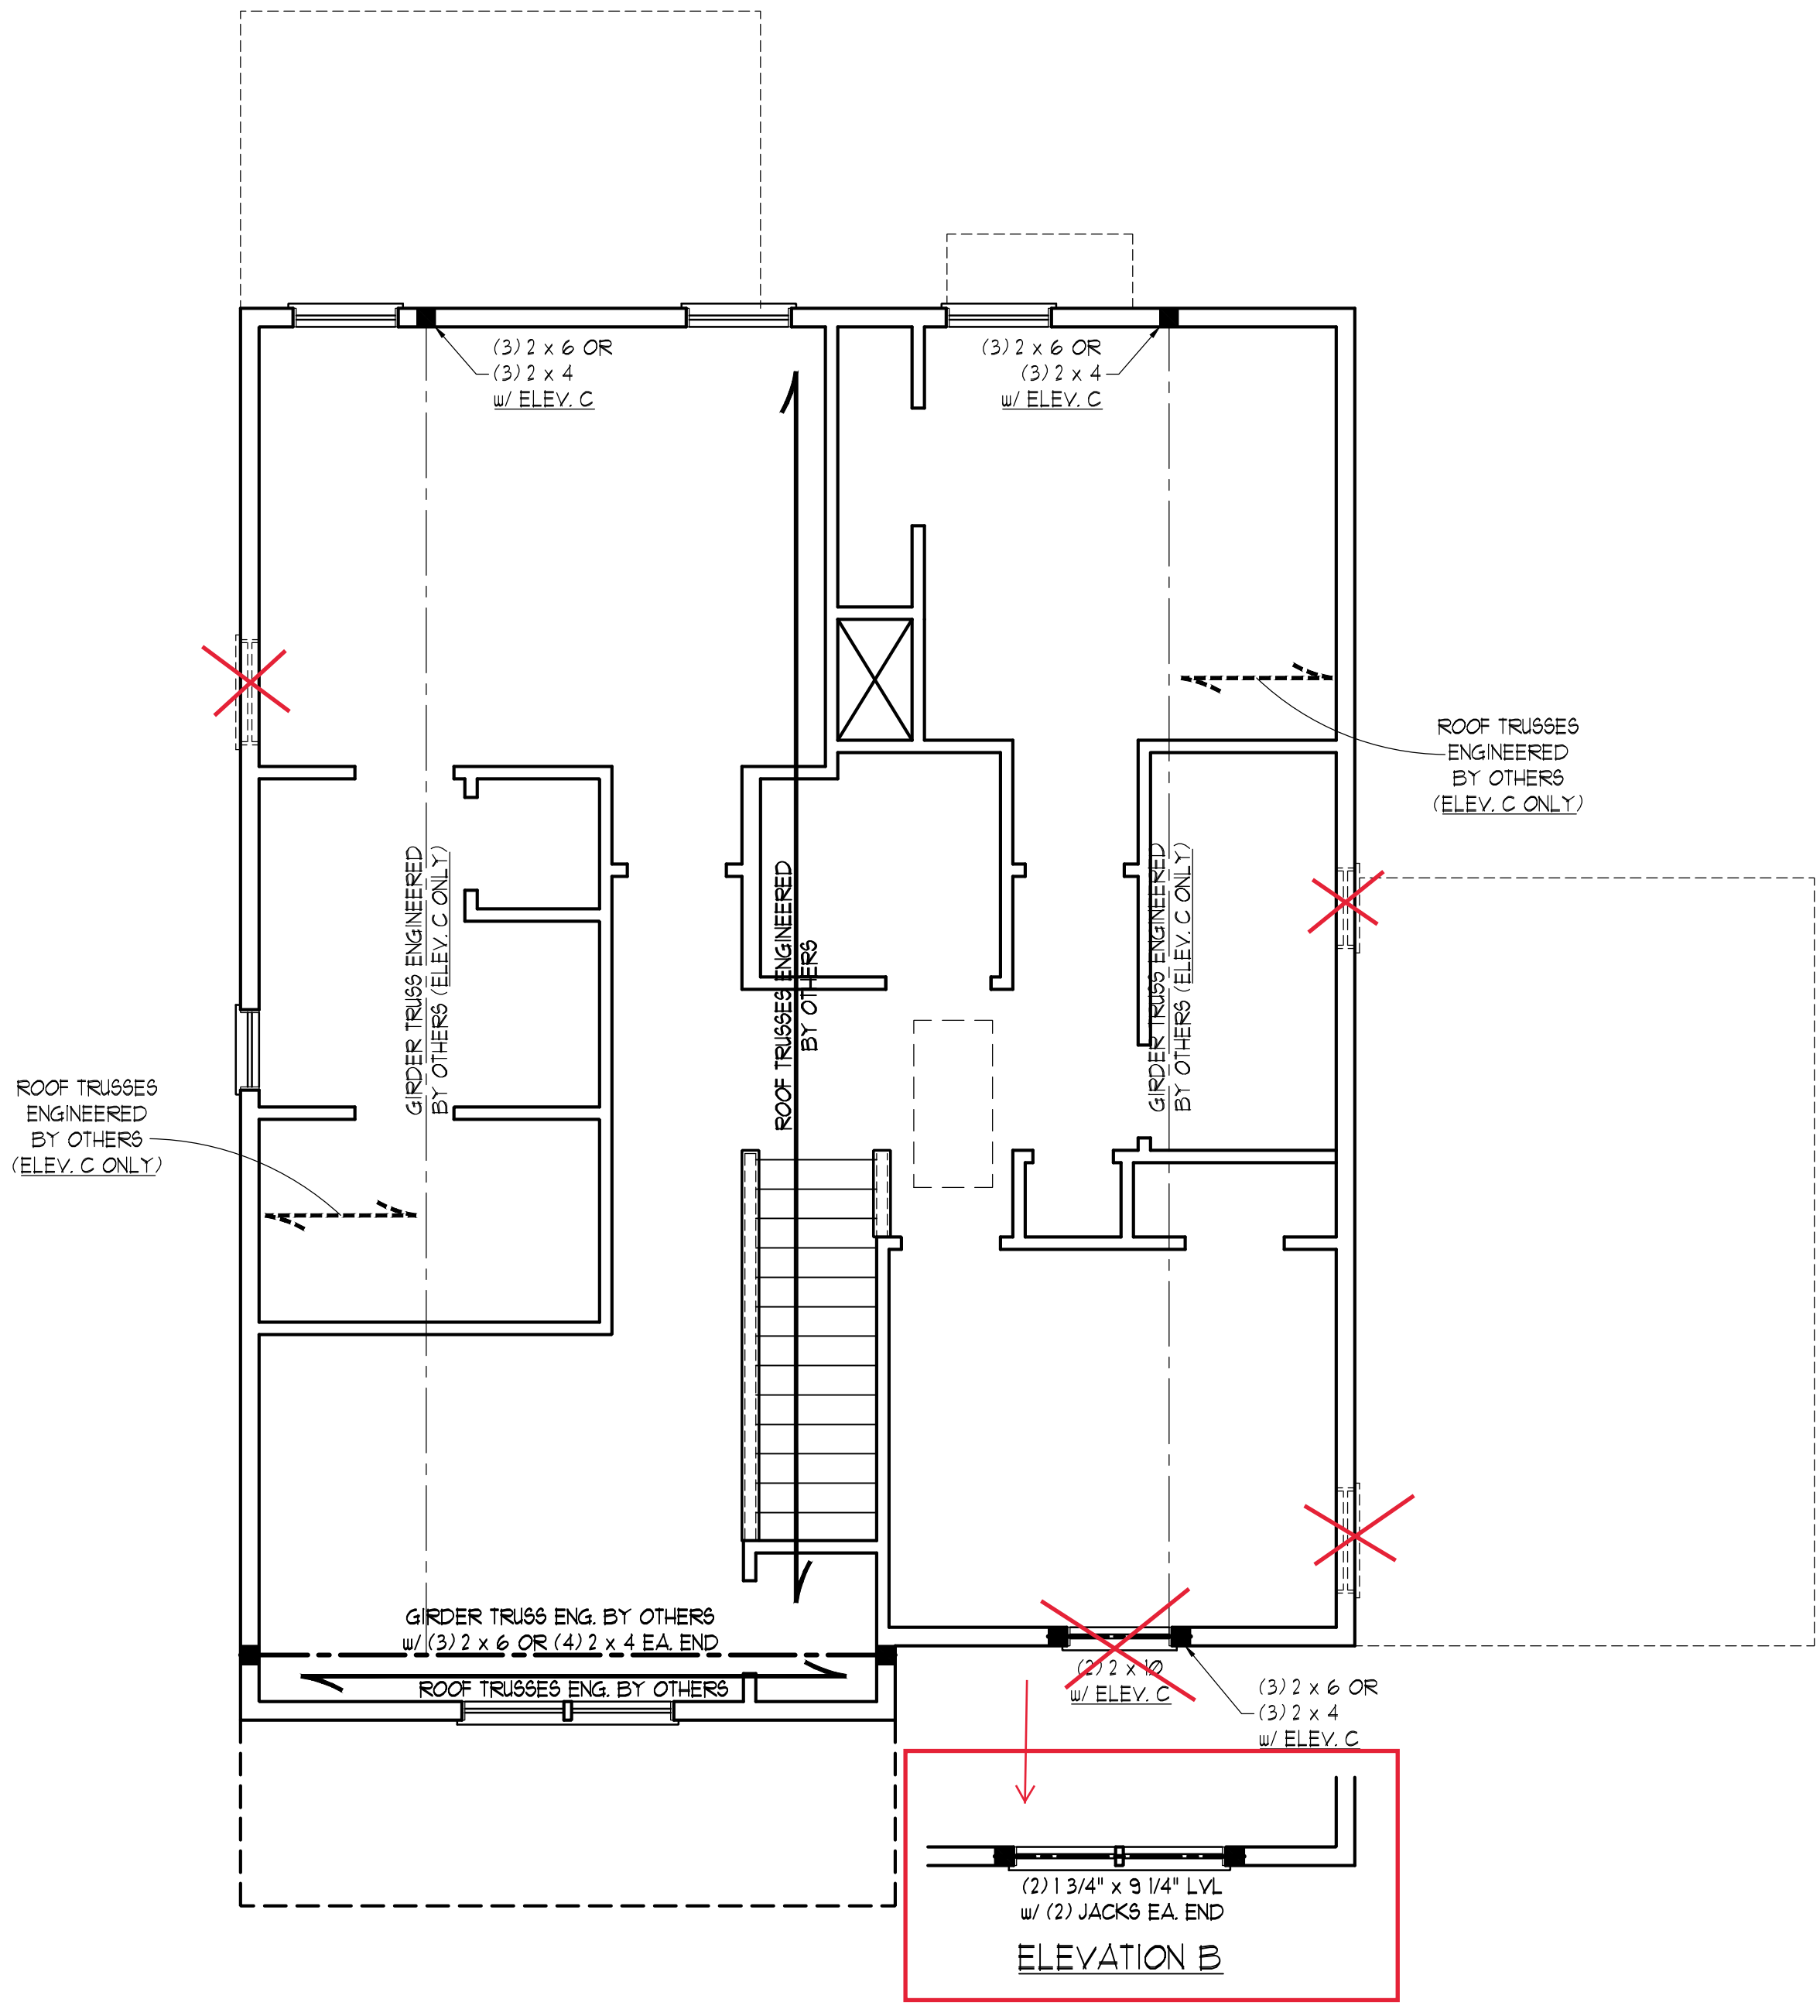 (3) 2 x 6 OR
(3) 2 x 4
w/ ELEV. C
(3) 2 x 6 OR
(3) 2 x 4
w/ ELEV. C
ROOF TRUSSES
ENGINEERED
BY OTHERS
(ELEV. C ONLY)
GIRDER TRUSS ENGINEERED
BY OTHERS (ELEV. C ONLY)
ROOF TRUSSES ENGINEERED
BY OTHERS
GIRDER TRUSS ENGINEERED
BY OTHERS (ELEV. C ONLY)
ROOF TRUSSES
ENGINEERED
BY OTHERS
(ELEV. C ONLY)
GIRDER TRUSS ENG. BY OTHERS
w/ (3) 2 x 6 OR (4) 2 x 4 EA. END
ROOF TRUSSES ENG. BY OTHERS
(2) 2 x 10
w/ ELEV. C
(3) 2 x 6 OR
(3) 2 x 4
w/ ELEV. C
(2) 1 3/4" x 9 1/4" LVL
w/ (2) JACKS EA. END
ELEVATION B